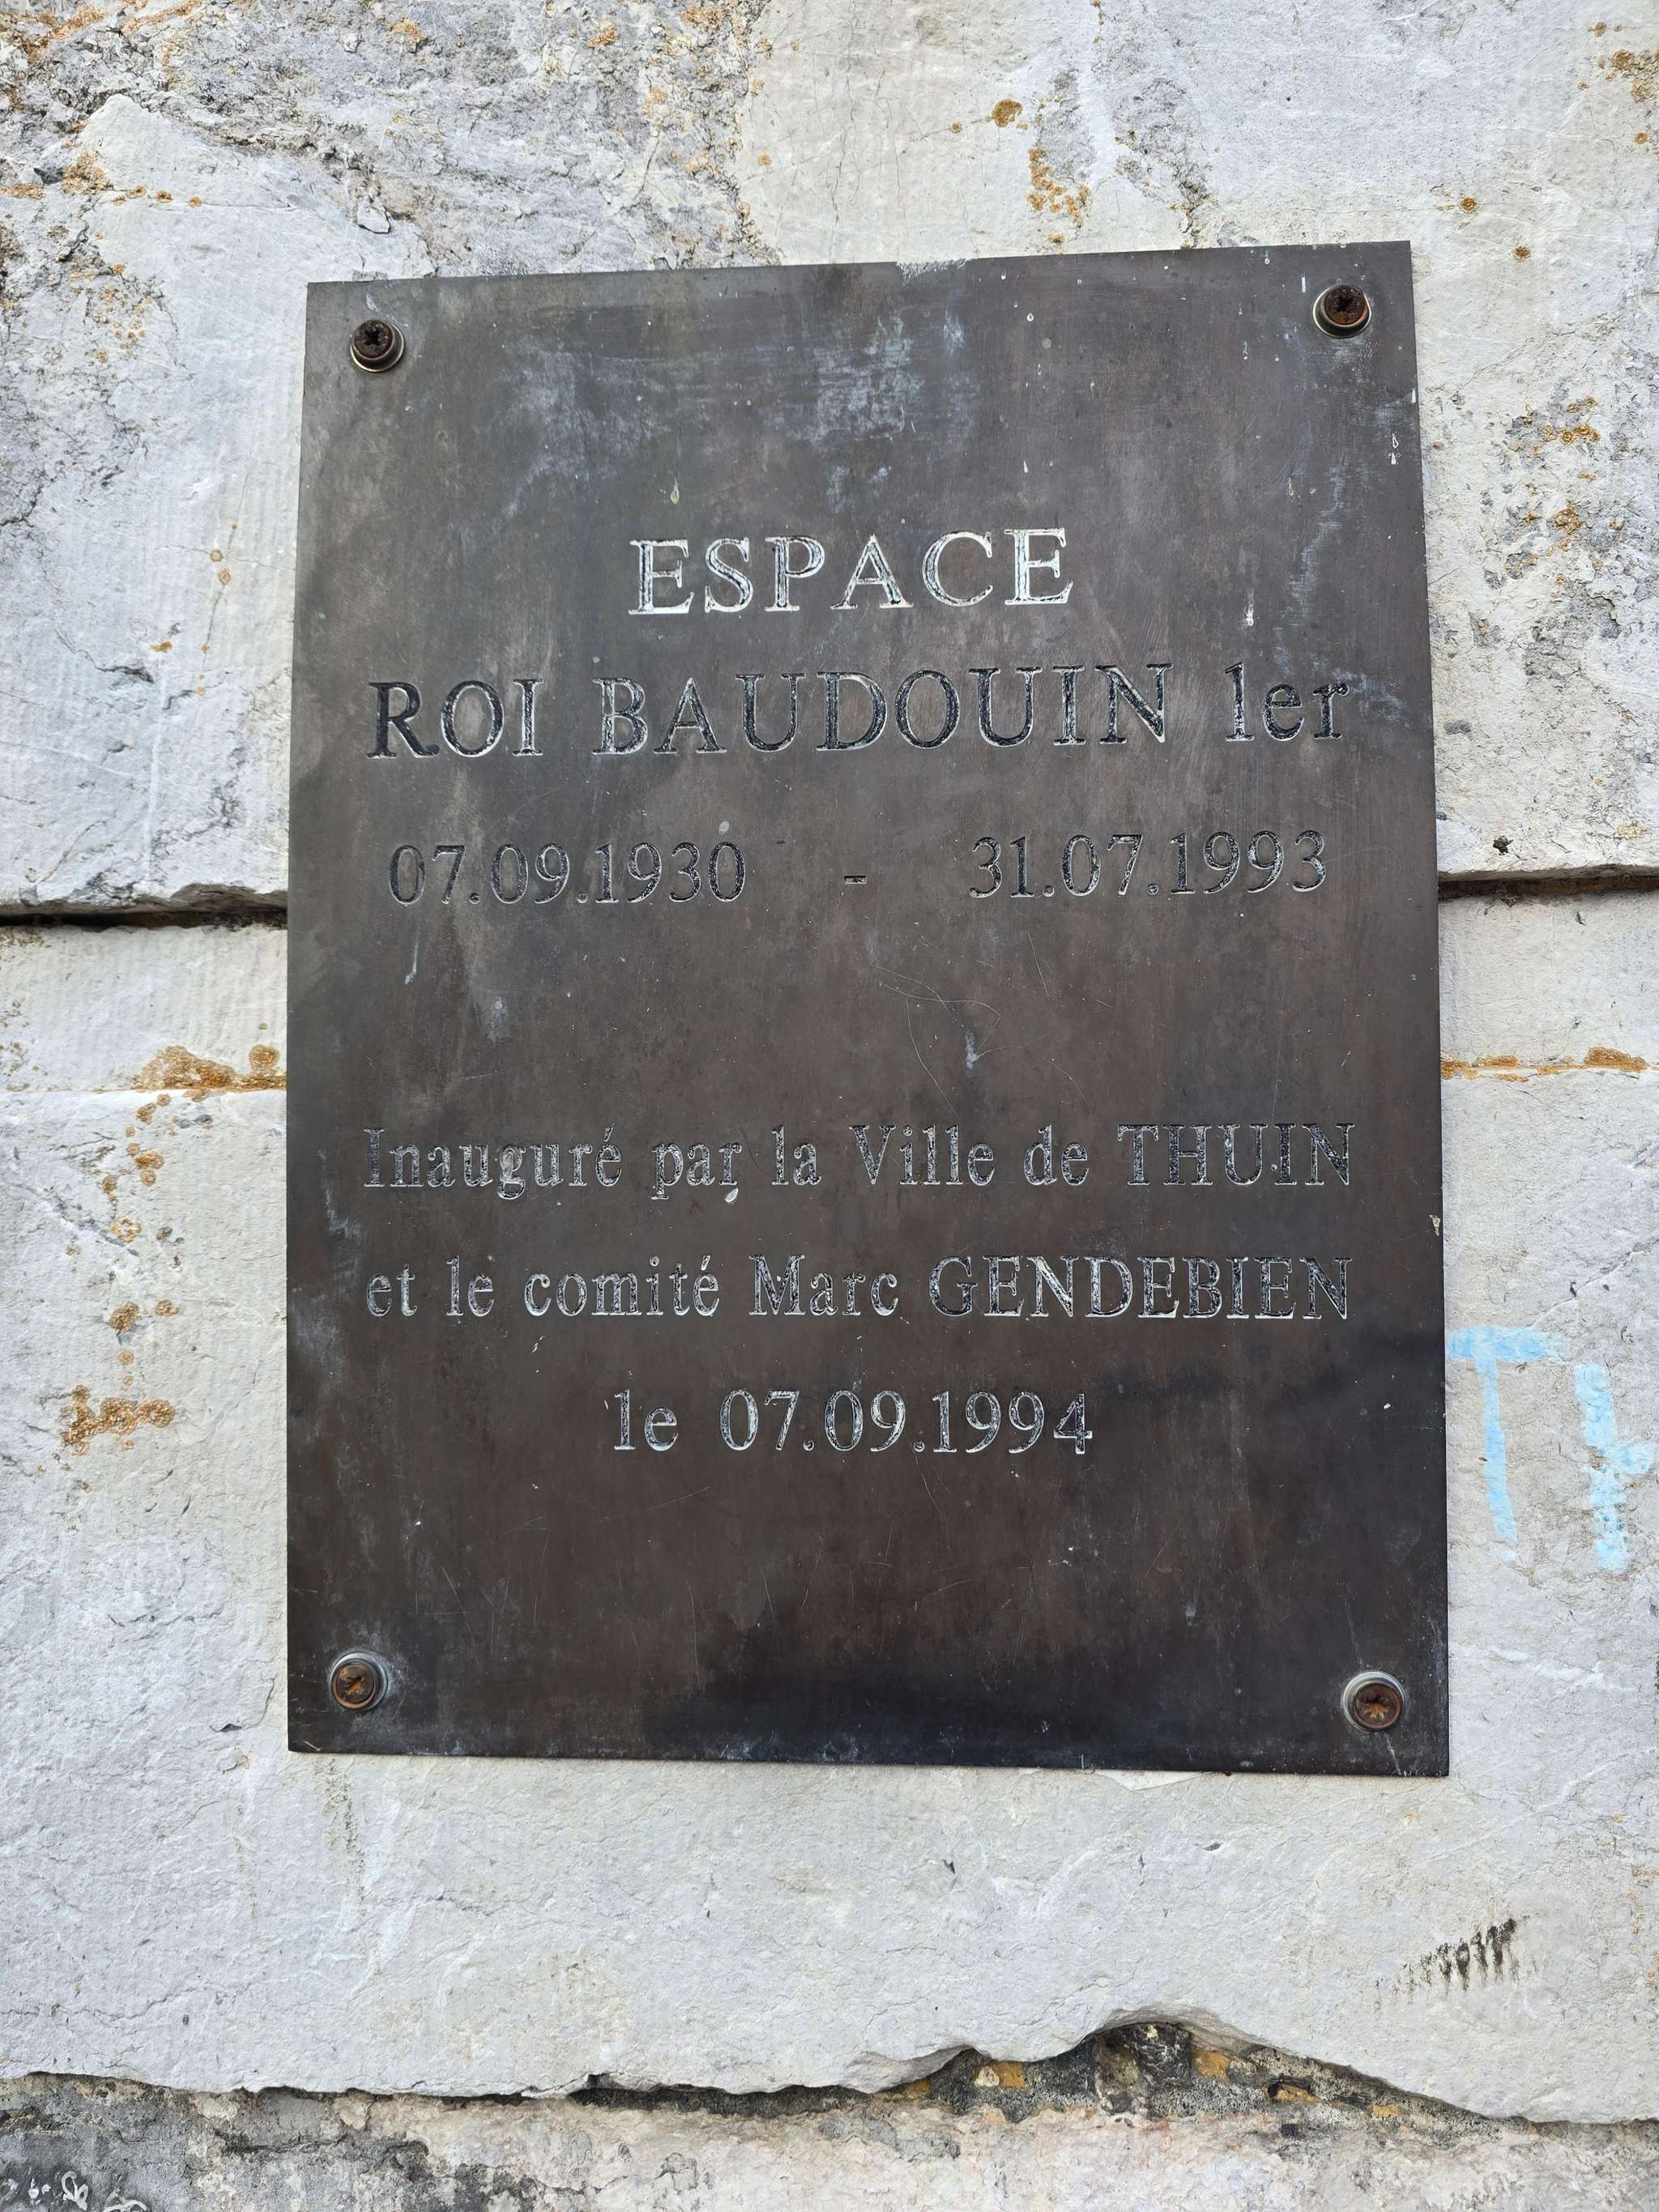 ESPACE
ROI BAUDOUIN 1er
07.09.1930 - 31.07.1993
Inauguré par la Ville de THUIN
et le comité Marc GENDEBIEN
le 07.09.1994